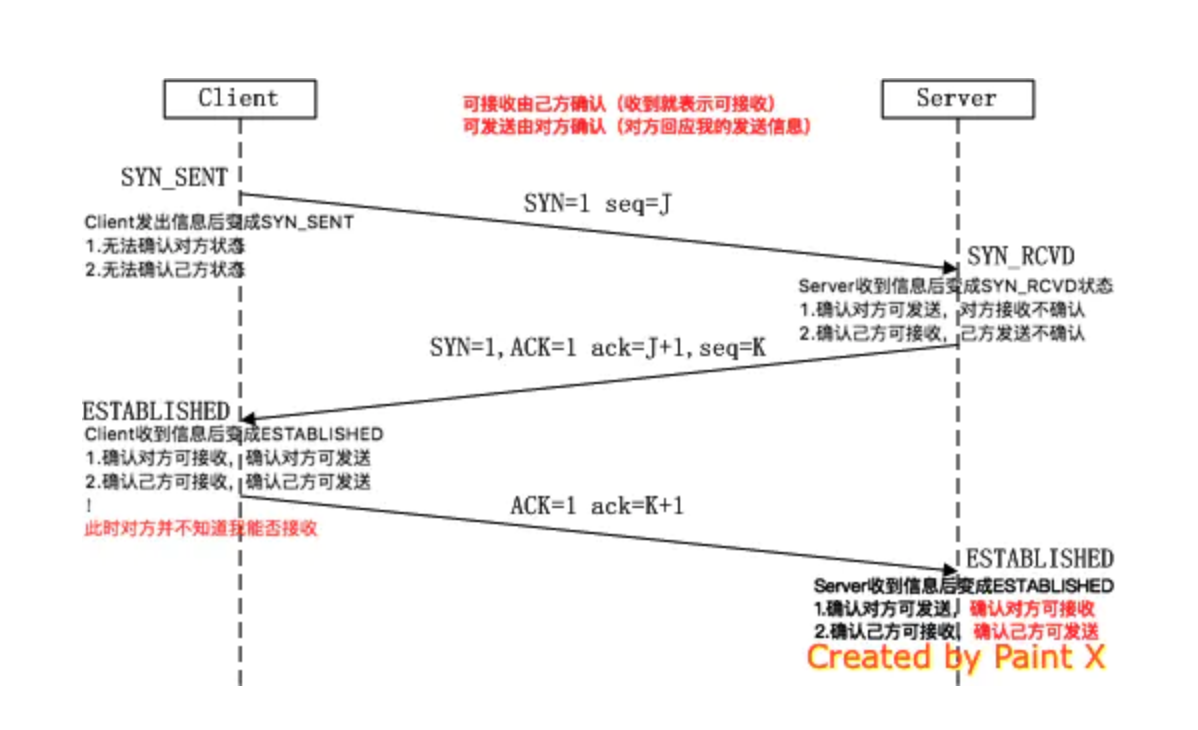 Client
可接收由己方确认（收到就表示可接收）
可发送由对方确认（对方回应我的发送信息）
Server
SYN_SENT
SYN=1 seq=J
Client发出信息后变成SYN_SENT
1.无法确认对方状态
2.无法确认己方状态
SYN_RCVD
Server收到信息后变成SYN_RCVD状态
1.确认对方可发送，对方接收不确认
2.确认己方可接收，己方发送不确认
SYN=1,ACK=1 ack=J+1,seq=K
ESTABLISHED
Client收到信息后变成ESTABLISHED
1.确认对方可接收，确认对方可发送
2.确认己方可接收，确认己方可发送
!
此时对方并不知道我能否接收
ACK=1 ack=K+1
ESTABLISHED
Server收到信息后变成ESTABLISHED
1.确认对方可发送，确认对方可接收
2.确认己方可接收，确认己方可发送
Created by Paint X